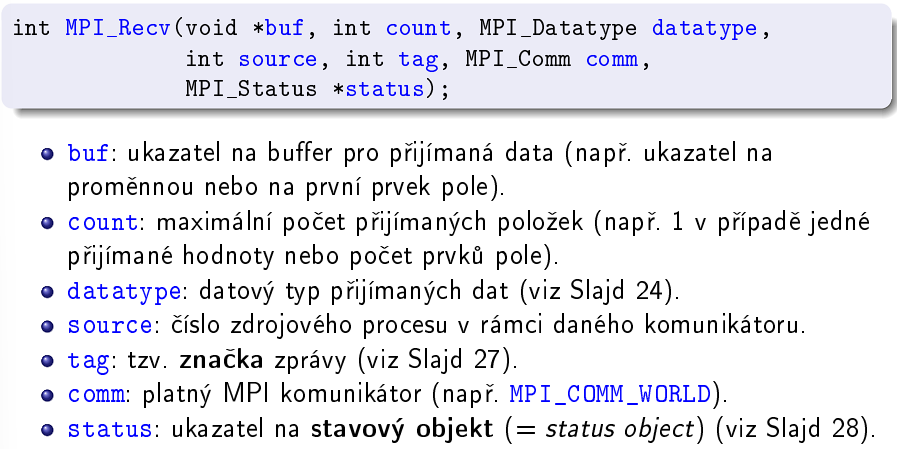 int MPI_Recv(void *buf, int count, MPI_Datatype datatype,
int source, int tag, MPI_Comm comm,
MPI_Status *status);
• buf: ukazatel na buffer pro přijímaná data (např. ukazatel na
proměnnou nebo na první prvek pole).
• count: maximální počet přijímaných položek (např. 1 v případě jedné
přijímané hodnoty nebo počet prvků pole).
• datatype: datový typ přijímaných dat (viz Slajd 24).
• source: číslo zdrojového procesu v rámci daného komunikátoru.
• tag: tzv. značka zprávy (viz Slajd 27).
• comm: platný MPI komunikátor (např. MPI_COMM_WORLD).
• status: ukazatel na stavový objekt (= status object) (viz Slajd 28).